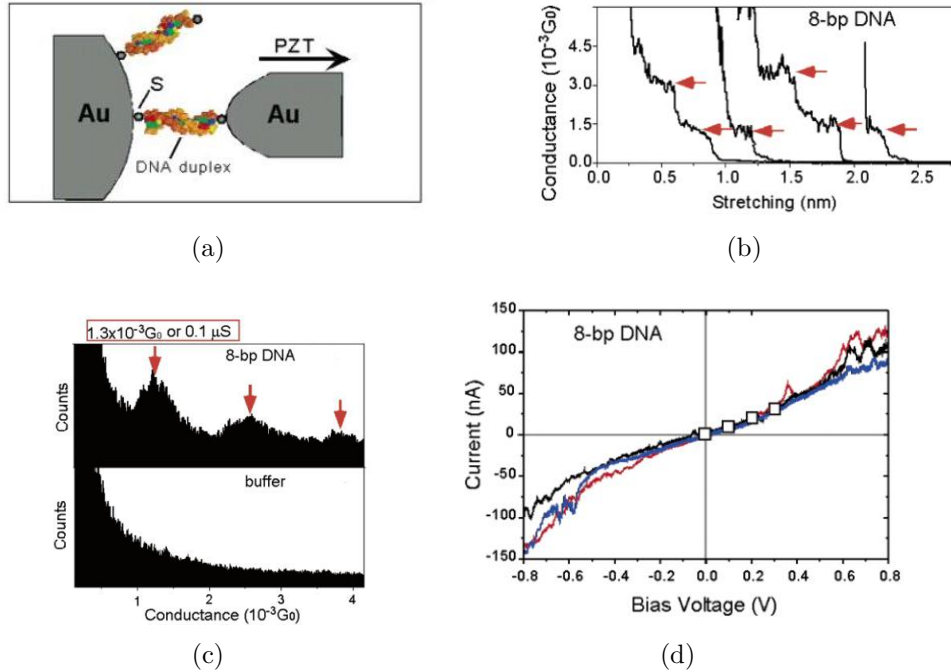 PZT
S
Au
Au
DNA duplex
(a)
8-bp DNA
Conductance (10⁻³G₀)
6.0
3.0
1.5
0.0
0.0 0.5 1.0 1.5 2.0 2.5
Stretching (nm)
(b)
1.3x10⁻³G₀ or 0.1 µS
8-bp DNA
Counts
buffer
Counts
1 2 3 4
Conductance (10⁻³G₀)
(c)
8-bp DNA
Current (nA)
150
100
50
0
-50
-100
-150
-0.8 -0.6 -0.4 -0.2 0.0 0.2 0.4 0.6 0.8
Bias Voltage (V)
(d)